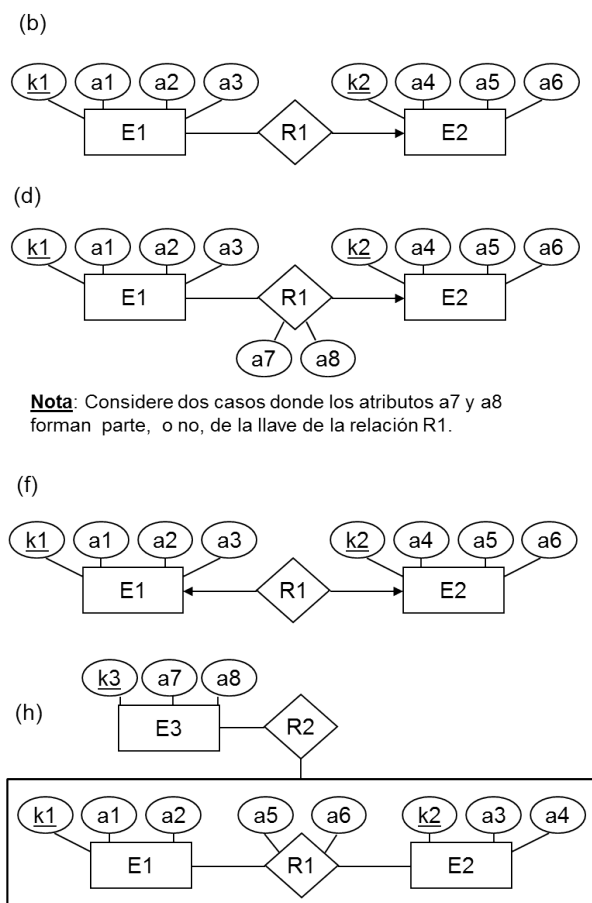 (b)
k1 a1 a2 a3 k2 a4 a5 a6
E1 R1 E2
(d)
k1 a1 a2 a3 k2 a4 a5 a6
E1 R1 E2
a7 a8
Nota: Considere dos casos donde los atributos a7 y a8
forman parte, o no, de la llave de la relación R1.
(f)
k1 a1 a2 a3 k2 a4 a5 a6
E1 R1 E2
k3 a7 a8
(h)
E3 R2
k1 a1 a2 a5 a6 k2 a3 a4
E1 R1 E2